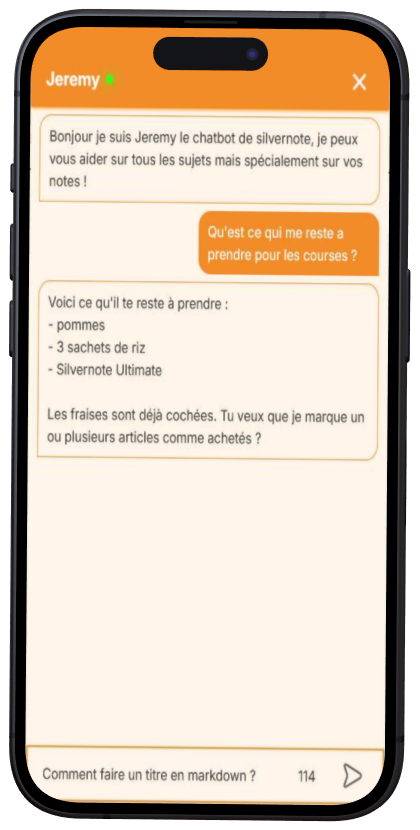 Jeremy
Bonjour je suis Jeremy le chatbot de silvernote, je peux
vous aider sur tous les sujets mais spécialement sur vos
notes !
Qu'est ce qui me reste a
prendre pour les courses ?
Voici ce qu'il te reste à prendre :
- pommes
- 3 sachets de riz
- Silvernote Ultimate
Les fraises sont déjà cochées. Tu veux que je marque un
ou plusieurs articles comme achetés ?
Comment faire un titre en markdown ? 114